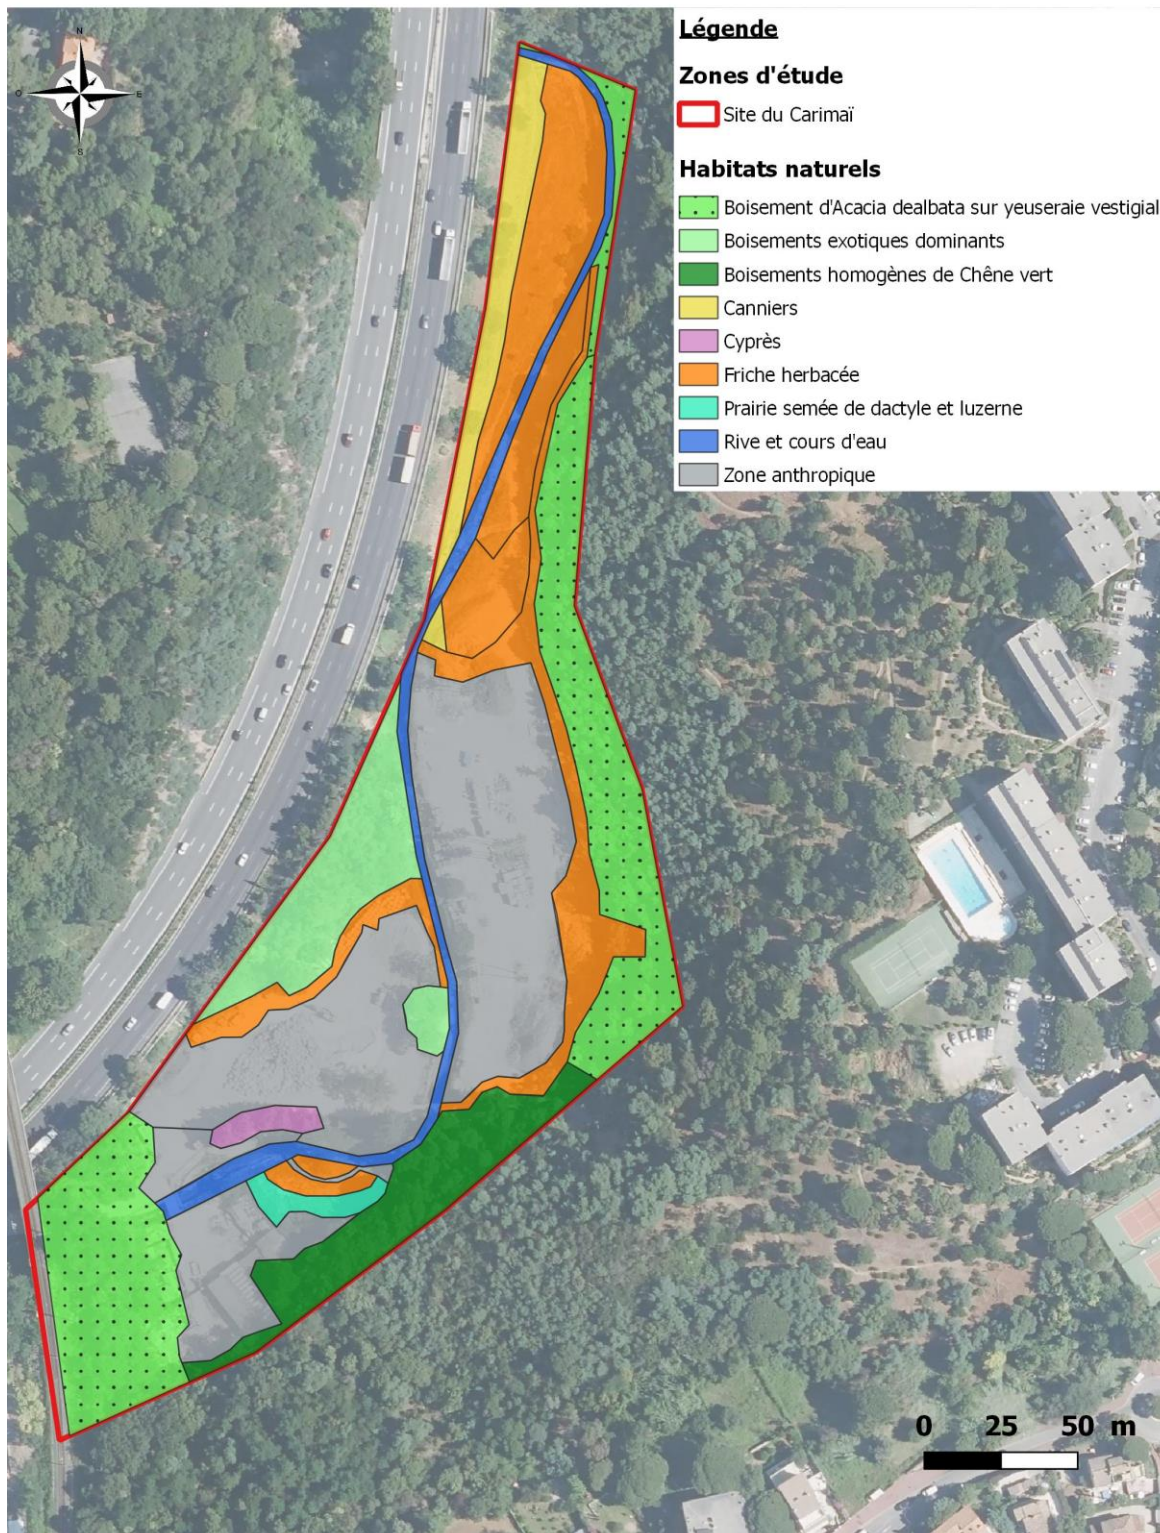 Légende
Zones d'étude
Site du Carimaï
Habitats naturels
Boisement d'Acacia dealbata sur yeuseraie vestigial
Boisements exotiques dominants
Boisements homogènes de Chêne vert
Canniers
Cyprès
Friche herbacée
Prairie semée de dactyle et luzerne
Rive et cours d'eau
Zone anthropique
N
O
E
S
0 25 50 m